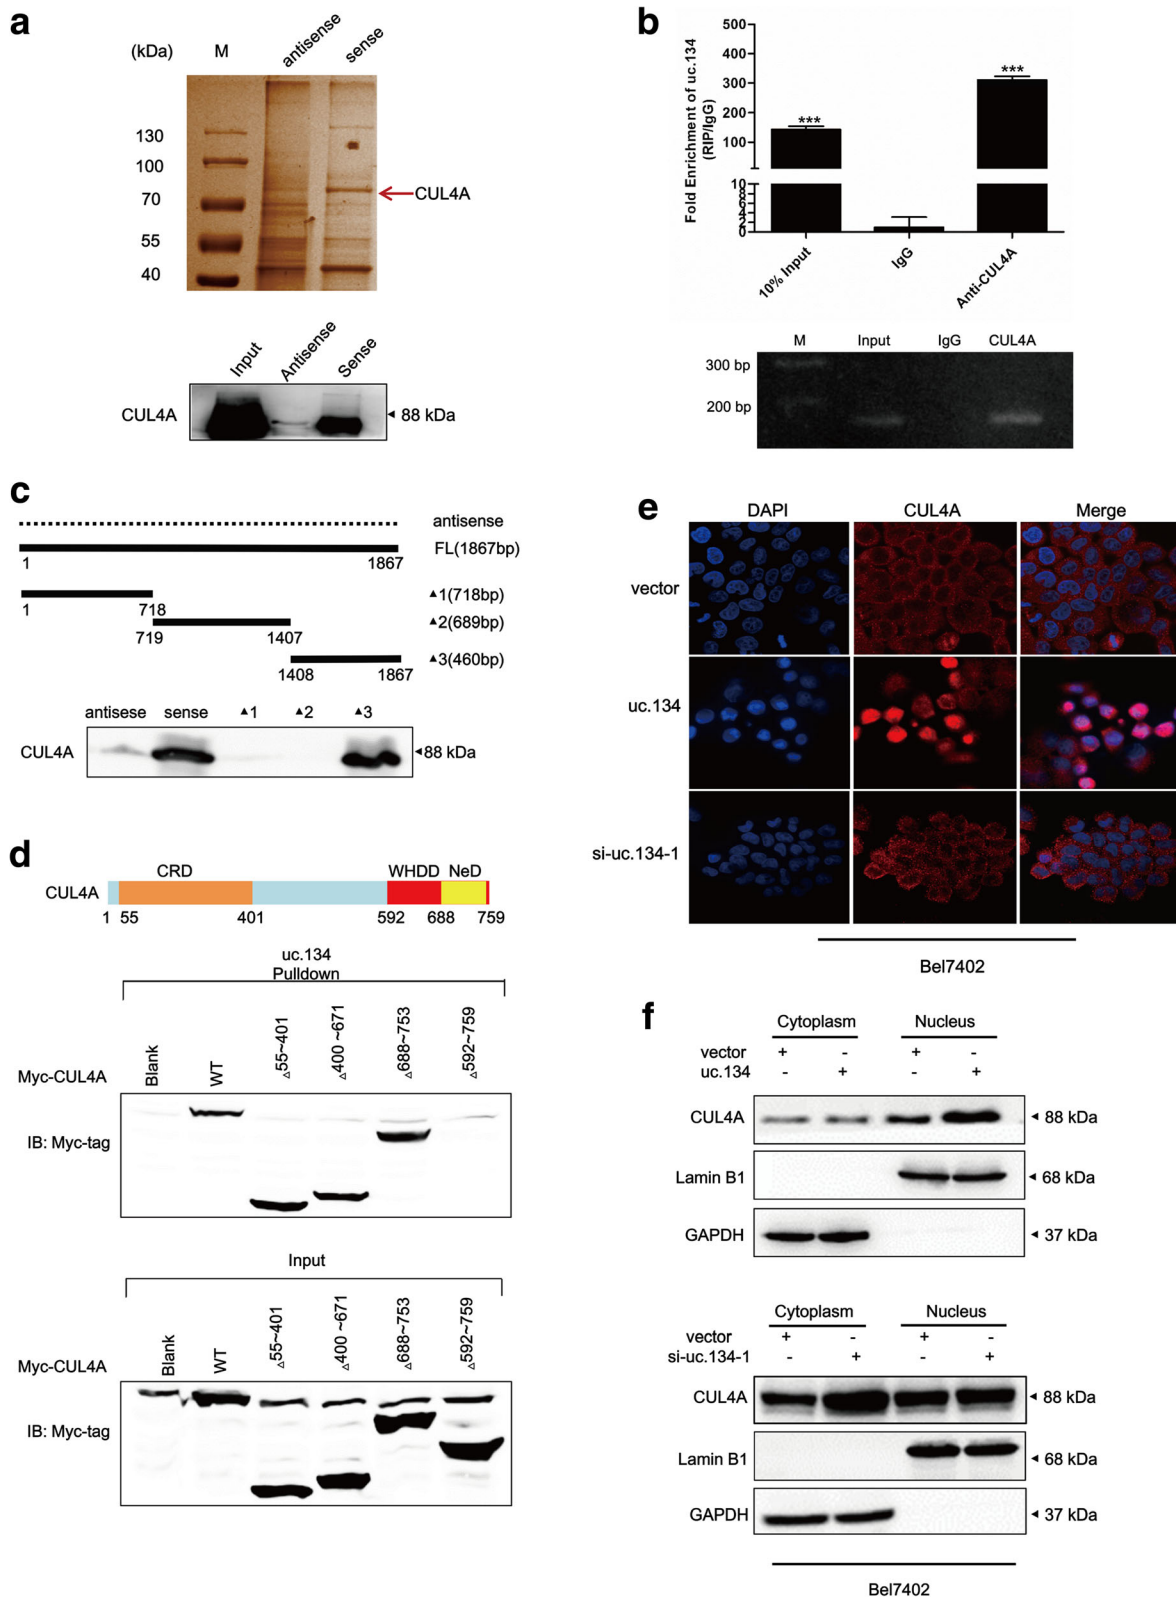 a
(kDa) M antisense sense
130
100
70
55
40
CUL4A
Input Antisense Sense
CUL4A 88 kDa
b
Fold Enrichment of uc.134
(RIP/IgG)
500
400
300
200
100
10
8
6
4
2
0
*** ***
10% Input IgG Anti-CUL4A
M Input IgG CUL4A
300 bp
200 bp
c
antisense
FL(1867bp)
1 1867
▲1(718bp)
1 718
▲2(689bp)
719 1407
▲3(460bp)
1408 1867
antisese sense ▲1 ▲2 ▲3
CUL4A 88 kDa
d
CRD WHDD NeD
CUL4A
1 55 401 592 688 759
uc.134
Pulldown
Myc-CUL4A Blank WT △55~401 △400 ~671 △688~753 △592~759
IB: Myc-tag
Input
Myc-CUL4A Blank WT △55~401 △400 ~671 △688~753 △592~759
IB: Myc-tag
e
DAPI CUL4A Merge
vector
uc.134
si-uc.134-1
Bel7402
f
Cytoplasm Nucleus
vector + - + -
uc.134 - + - +
CUL4A 88 kDa
Lamin B1 68 kDa
GAPDH 37 kDa
Cytoplasm Nucleus
vector + - + -
si-uc.134-1 - + - +
CUL4A 88 kDa
Lamin B1 68 kDa
GAPDH 37 kDa
Bel7402